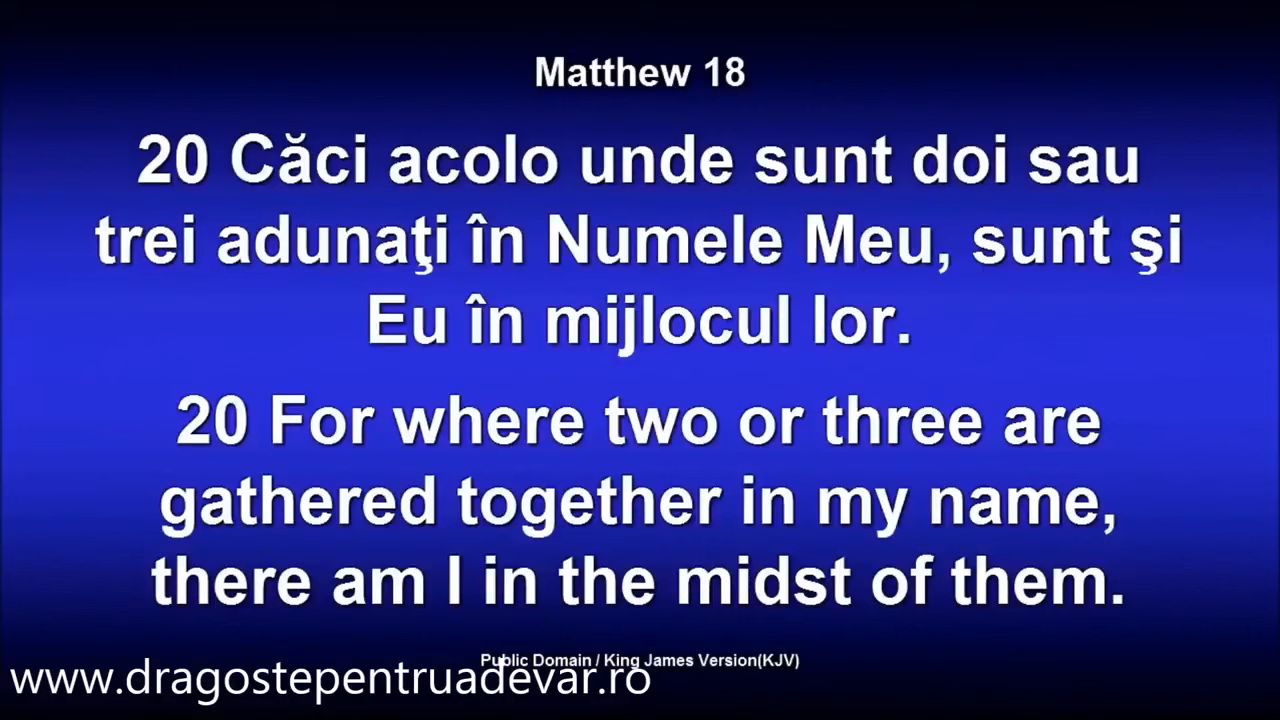 Matthew 18
20 Căci acolo unde sunt doi sau
trei adunaţi în Numele Meu, sunt şi
Eu în mijlocul lor.
20 For where two or three are
gathered together in my name,
there am I in the midst of them.
Public Domain / King James Version(KJV)
www.dragostepentruadevar.ro